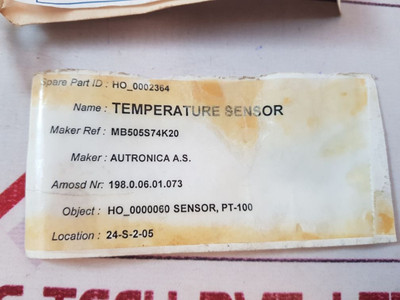 Spare Part ID : HO_0002364
Name : TEMPERATURE SENSOR
Maker Ref : MB505S74K20
Maker : AUTRONICA A.S.
Amosd Nr: 198.0.06.01.073
Object : HO_0000060 SENSOR, PT-100
Location : 24-S-2-05